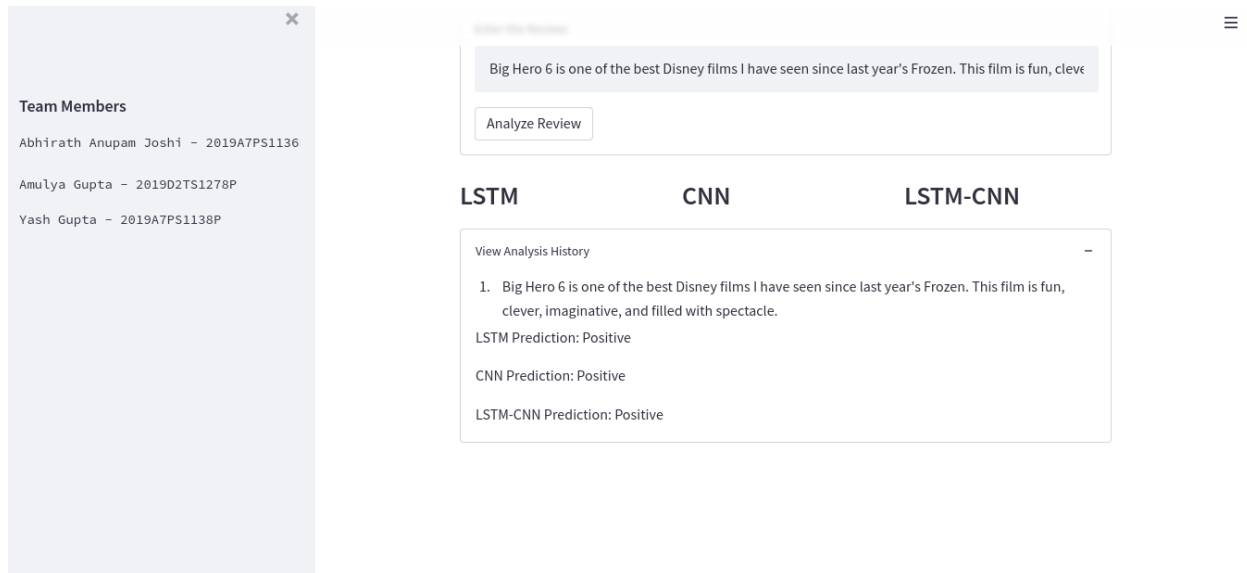 Team Members
Abhirath Anupam Joshi - 2019A7PS1136
Amulya Gupta - 2019D2TS1278P
Yash Gupta - 2019A7PS1138P
Enter the Review
Big Hero 6 is one of the best Disney films I have seen since last year's Frozen. This film is fun, cleve
Analyze Review
LSTM CNN LSTM-CNN
View Analysis History
1. Big Hero 6 is one of the best Disney films I have seen since last year's Frozen. This film is fun,
clever, imaginative, and filled with spectacle.
LSTM Prediction: Positive
CNN Prediction: Positive
LSTM-CNN Prediction: Positive